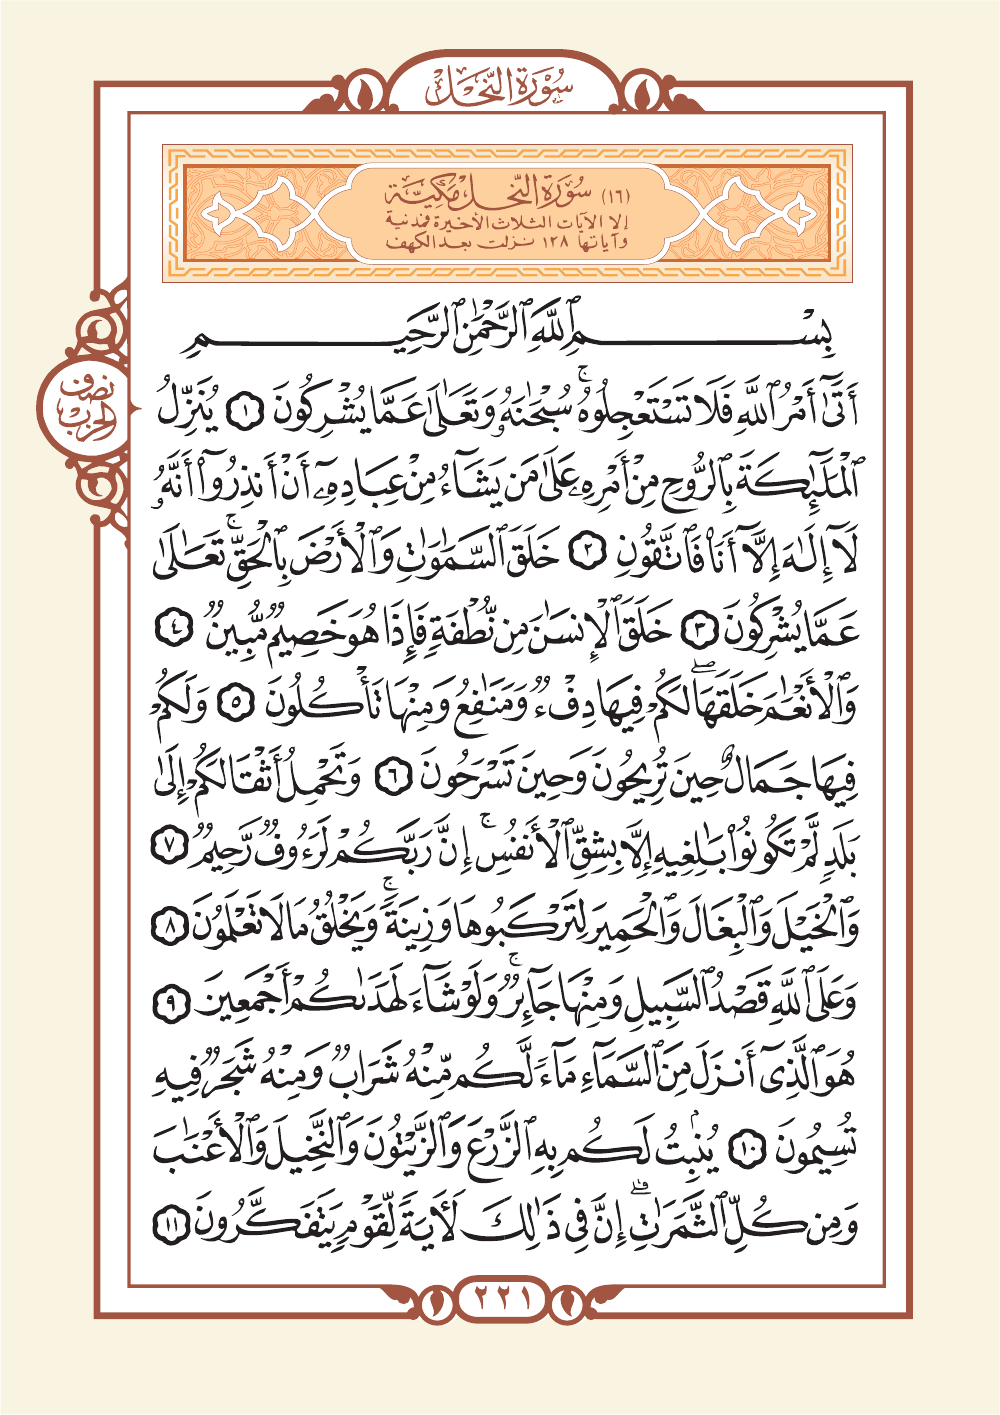 سُورَةُ النَّحْل
(١٦) سُورَةُ النَّحْل مَكِّيَّة
إلا الآيات الثلاث الأخيرة فمدنية
وآياتها ١٢٨ نزلت بعد الكهف
بِسْمِ ٱللَّهِ ٱلرَّحْمَٰنِ ٱلرَّحِيمِ
أَتَىٰٓ أَمْرُ ٱللَّهِ فَلَا تَسْتَعْجِلُوهُ ۚ سُبْحَٰنَهُۥ وَتَعَٰلَىٰ عَمَّا يُشْرِكُونَ ١ يُنَزِّلُ
ٱلْمَلَٰٓئِكَةَ بِٱلرُّوحِ مِنْ أَمْرِهِۦ عَلَىٰ مَن يَشَآءُ مِنْ عِبَادِهِۦٓ أَنْ أَنذِرُوٓا۟ أَنَّهُۥ
لَآ إِلَٰهَ إِلَّآ أَنَا۠ فَٱتَّقُونِ ٢ خَلَقَ ٱلسَّمَٰوَٰتِ وَٱلْأَرْضَ بِٱلْحَقِّ ۚ تَعَٰلَىٰ
عَمَّا يُشْرِكُونَ ٣ خَلَقَ ٱلْإِنسَٰنَ مِن نُّطْفَةٍ فَإِذَا هُوَ خَصِيمٌ مُّبِينٌ ٤
وَٱلْأَنْعَٰمَ خَلَقَهَا ۖ لَكُمْ فِيهَا دِفْءٌ وَمَنَٰفِعُ وَمِنْهَا تَأْكُلُونَ ٥ وَلَكُمْ
فِيهَا جَمَالٌ حِينَ تُرِيحُونَ وَحِينَ تَسْرَحُونَ ٦ وَتَحْمِلُ أَثْقَالَكُمْ إِلَىٰ
بَلَدٍ لَّمْ تَكُونُوا۟ بَٰلِغِيهِ إِلَّا بِشِقِّ ٱلْأَنفُسِ ۚ إِنَّ رَبَّكُمْ لَرَءُوفٌ رَّحِيمٌ ٧
وَٱلْخَيْلَ وَٱلْبِغَالَ وَٱلْحَمِيرَ لِتَرْكَبُوهَا وَزِينَةً ۚ وَيَخْلُقُ مَا لَا تَعْلَمُونَ ٨
وَعَلَى ٱللَّهِ قَصْدُ ٱلسَّبِيلِ وَمِنْهَا جَآئِرٌ ۚ وَلَوْ شَآءَ لَهَدَىٰكُمْ أَجْمَعِينَ ٩
هُوَ ٱلَّذِىٓ أَنزَلَ مِنَ ٱلسَّمَآءِ مَآءً لَّكُم مِّنْهُ شَرَابٌ وَمِنْهُ شَجَرٌ فِيهِ
تُسِيمُونَ ١٠ يُنۢبِتُ لَكُم بِهِ ٱلزَّرْعَ وَٱلزَّيْتُونَ وَٱلنَّخِيلَ وَٱلْأَعْنَٰبَ
وَمِن كُلِّ ٱلثَّمَرَٰتِ ۗ إِنَّ فِى ذَٰلِكَ لَءَايَةً لِّقَوْمٍ يَتَفَكَّرُونَ ١١
نصف
الحزب
٢٢١